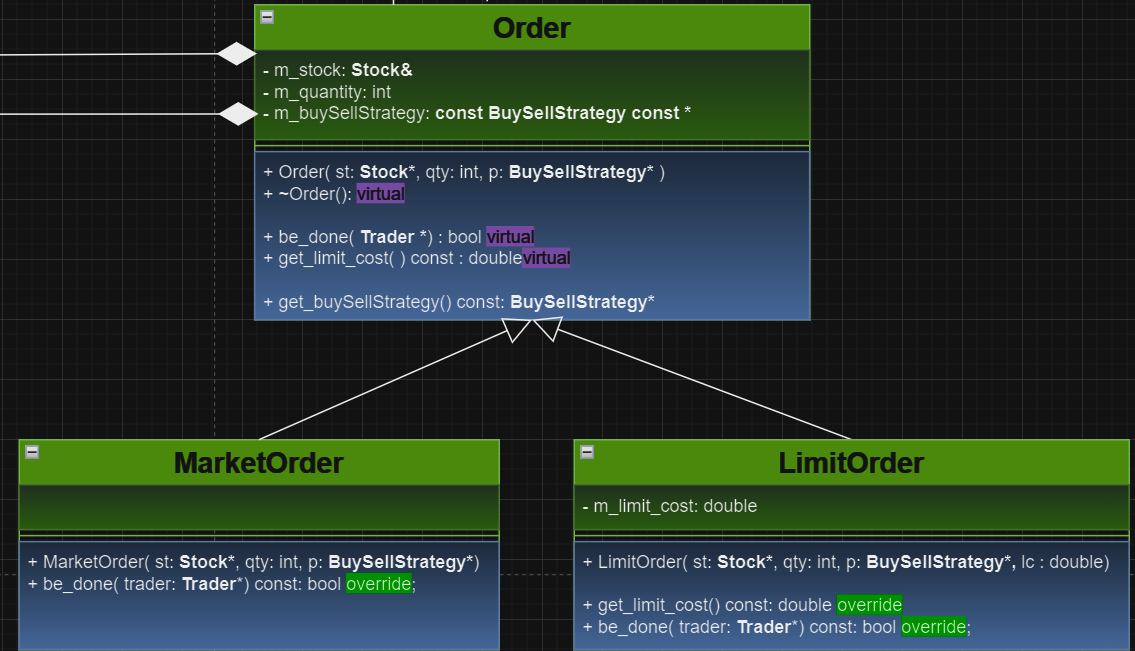 Order
- m_stock: Stock&
- m_quantity: int
- m_buySellStrategy: const BuySellStrategy const *
+ Order( st: Stock*, qty: int, p: BuySellStrategy* )
+ ~Order(): virtual
+ be_done( Trader *) : bool virtual
+ get_limit_cost( ) const : doublevirtual
+ get_buySellStrategy() const: BuySellStrategy*
MarketOrder
+ MarketOrder( st: Stock*, qty: int, p: BuySellStrategy*)
+ be_done( trader: Trader*) const: bool override;
LimitOrder
- m_limit_cost: double
+ LimitOrder( st: Stock*, qty: int, p: BuySellStrategy*, lc : double)
+ get_limit_cost() const: double override
+ be_done( trader: Trader*) const: bool override;